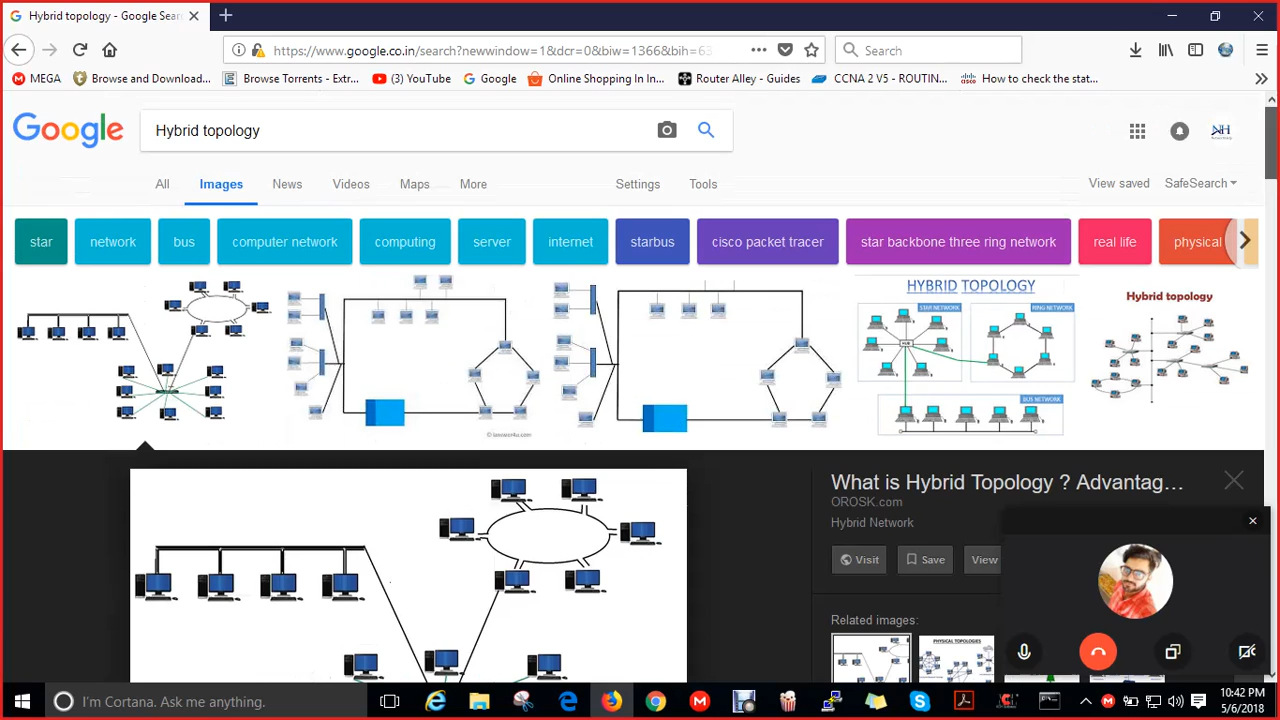 Hybrid topology - Google Sear
https://www.google.co.in/search?newwindow=1&dcr=0&biw=1366&bih=63
Search
MEGA
Browse and Download...
Browse Torrents - Extr...
(3) YouTube
Google
Online Shopping In In...
Router Alley - Guides
CCNA 2 V5 - ROUTIN...
How to check the stat...
Google
Hybrid topology
NH
All
Images
News
Videos
Maps
More
Settings
Tools
View saved
SafeSearch
star
network
bus
computer network
computing
server
internet
starbus
cisco packet tracer
star backbone three ring network
real life
physical
HYBRID TOPOLOGY
STAR NETWORK
RING NETWORK
HUB
BUS NETWORK
Hybrid topology
What is Hybrid Topology ? Advantag...
OROSK.com
Hybrid Network
Visit
Save
View
Related images:
PHYSICAL TOPOLOGIES
I'm Cortana. Ask me anything.
10:42 PM
5/6/2018